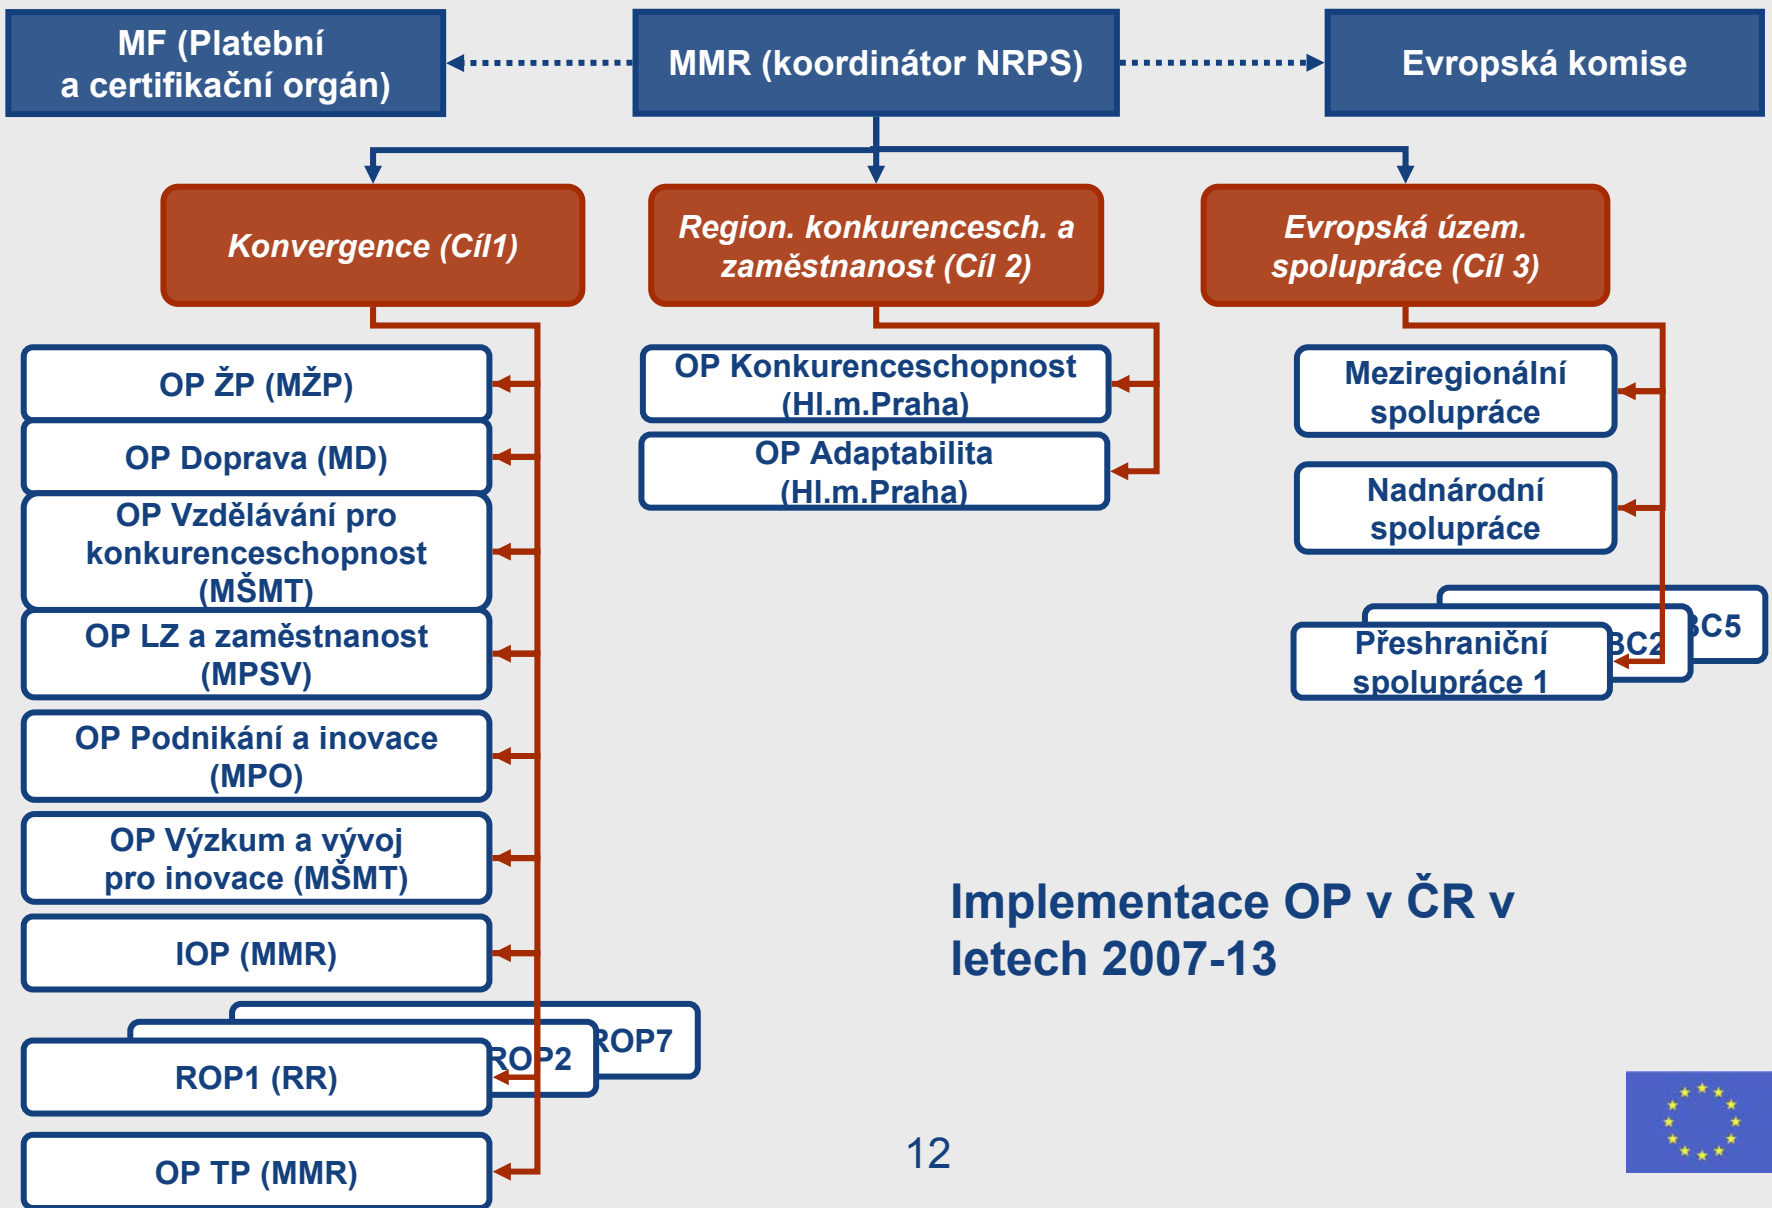 MF (Platební
a certifikační orgán)
MMR (koordinátor NRPS)
Evropská komise
Konvergence (Cíl1)
Region. konkurencesch. a
zaměstnanost (Cíl 2)
Evropská územ.
spolupráce (Cíl 3)
OP ŽP (MŽP)
OP Doprava (MD)
OP Vzdělávání pro
konkurenceschopnost
(MŠMT)
OP LZ a zaměstnanost
(MPSV)
OP Podnikání a inovace
(MPO)
OP Výzkum a vývoj
pro inovace (MŠMT)
IOP (MMR)
ROP1 (RR)
ROP2
ROP7
OP TP (MMR)
OP Konkurenceschopnost
(Hl.m.Praha)
OP Adaptabilita
(Hl.m.Praha)
Meziregionální
spolupráce
Nadnárodní
spolupráce
Přeshraniční
spolupráce 1
BC2
BC5
Implementace OP v ČR v
letech 2007-13
12